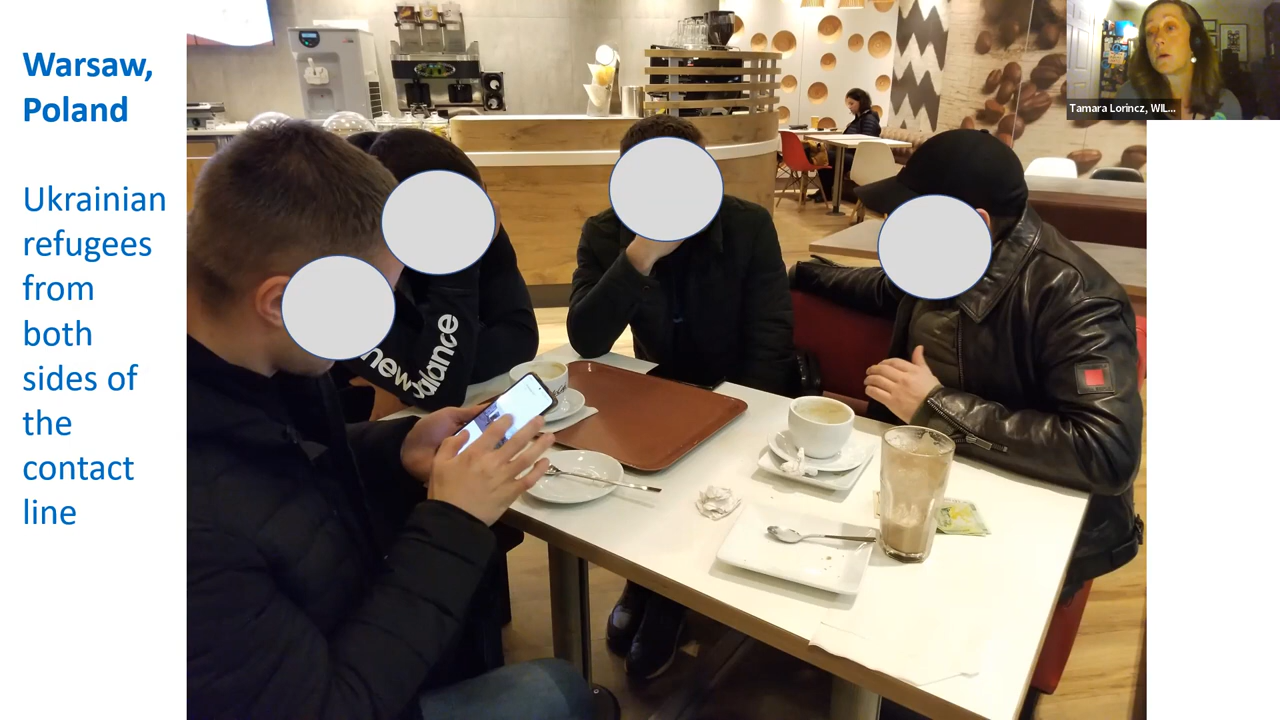 Warsaw,
Poland
Ukrainian
refugees
from
both
sides of
the
contact
line
new
balance
Tamara Lorincz, WIL...